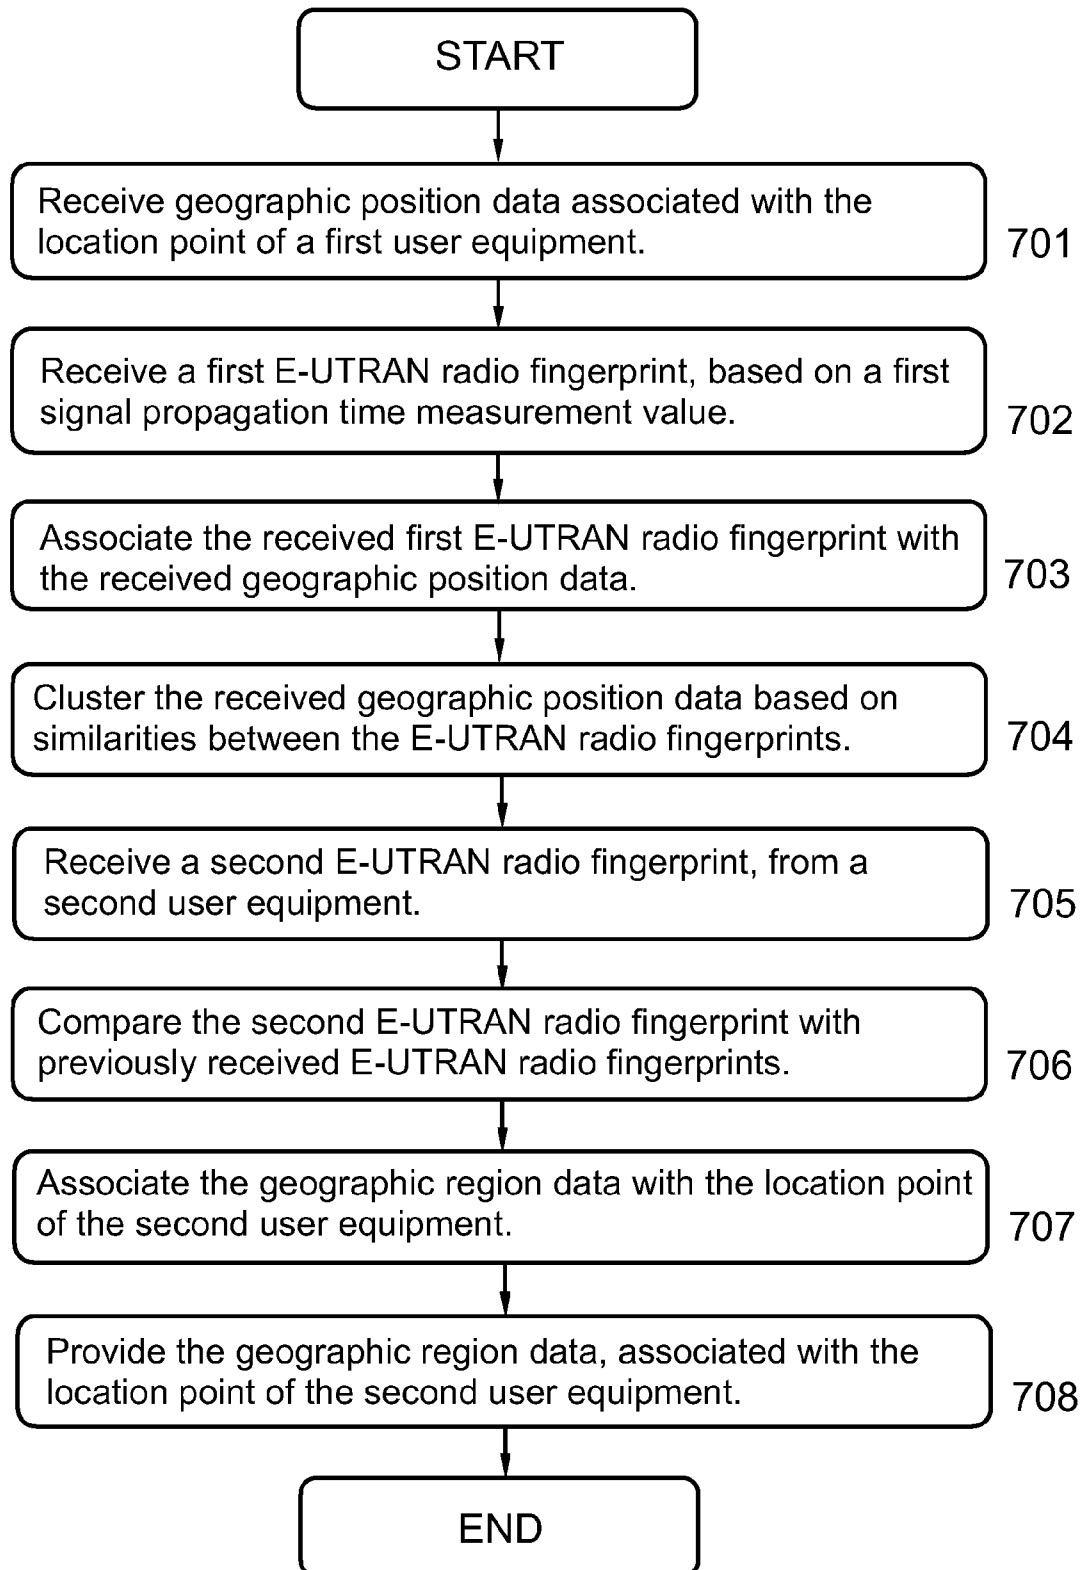 START
Receive geographic position data associated with the
location point of a first user equipment.
701
Receive a first E-UTRAN radio fingerprint, based on a first
signal propagation time measurement value.
702
Associate the received first E-UTRAN radio fingerprint with
the received geographic position data.
703
Cluster the received geographic position data based on
similarities between the E-UTRAN radio fingerprints.
704
Receive a second E-UTRAN radio fingerprint, from a
second user equipment.
705
Compare the second E-UTRAN radio fingerprint with
previously received E-UTRAN radio fingerprints.
706
Associate the geographic region data with the location point
of the second user equipment.
707
Provide the geographic region data, associated with the
location point of the second user equipment.
708
END